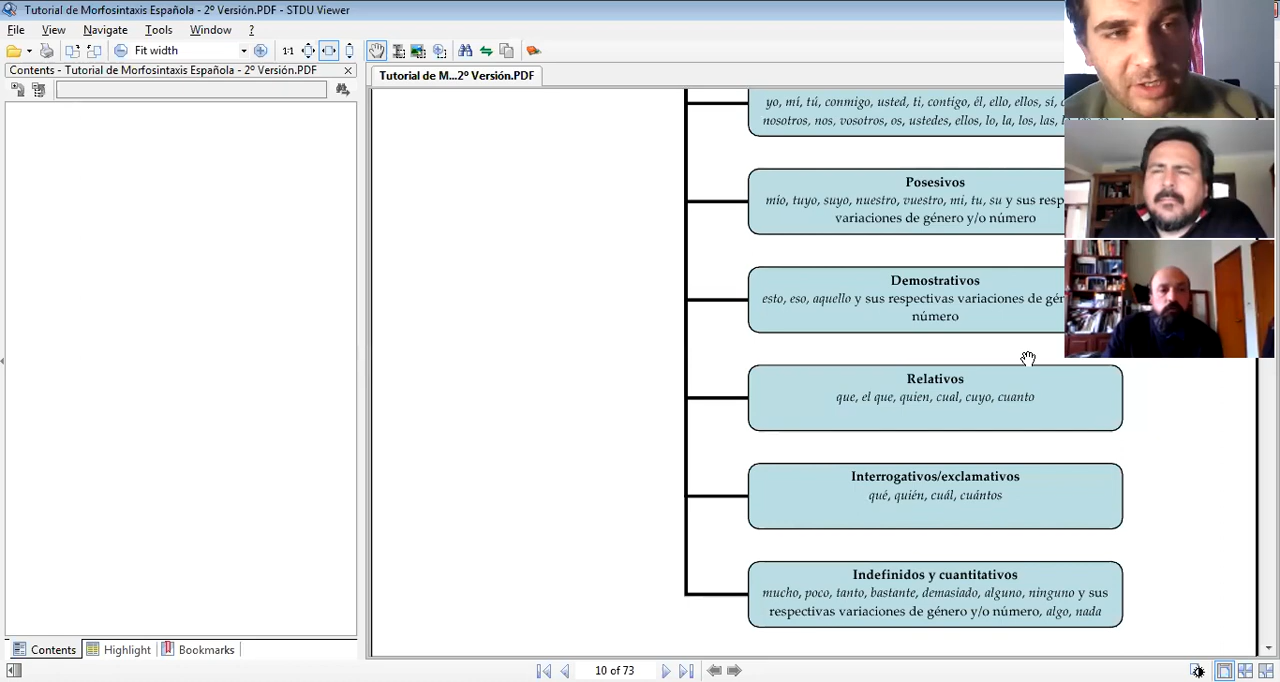 Tutorial de Morfosintaxis Española - 2º Versión.PDF - STDU Viewer
File View Navigate Tools Window ?
Fit width
1:1
Contents - Tutorial de Morfosintaxis Española - 2º Versión.PDF
Tutorial de M...2º Versión.PDF
yo, mí, tú, conmigo, usted, ti, contigo, él, ello, ellos, sí,
nosotros, nos, vosotros, os, ustedes, ellos, lo, la, los, las,
Posesivos
mío, tuyo, suyo, nuestro, vuestro, mi, tu, su y sus resp
variaciones de género y/o número
Demostrativos
esto, eso, aquello y sus respectivas variaciones de gén
número
Relativos
que, el que, quien, cual, cuyo, cuanto
Interrogativos/exclamativos
qué, quién, cuál, cuántos
Indefinidos y cuantitativos
mucho, poco, tanto, bastante, demasiado, alguno, ninguno y sus
respectivas variaciones de género y/o número, algo, nada
Contents Highlight Bookmarks
10 of 73